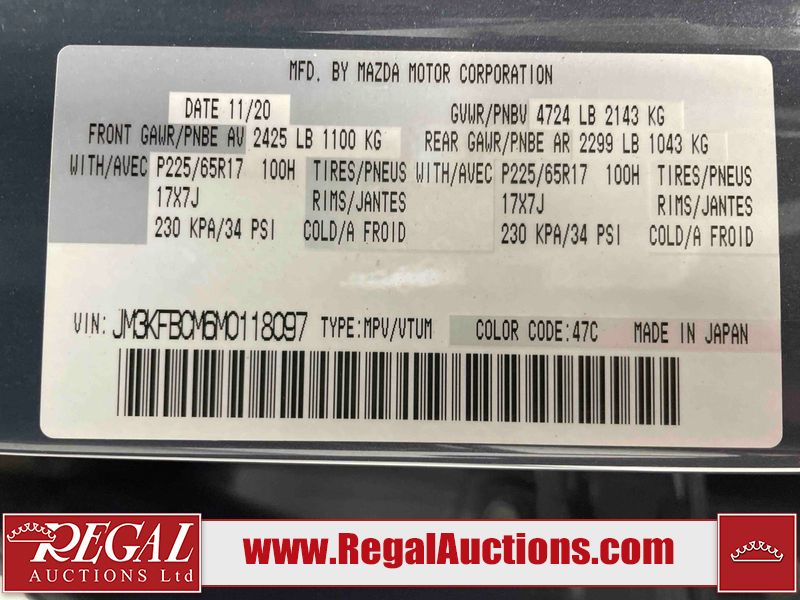 MFD. BY MAZDA MOTOR CORPORATION
DATE 11/20 GVWR/PNBV 4724 LB 2143 KG
FRONT GAWR/PNBE AV 2425 LB 1100 KG REAR GAWR/PNBE AR 2299 LB 1043 KG
WITH/AVEC P225/65R17 100H TIRES/PNEUS WITH/AVEC P225/65R17 100H TIRES/PNEUS
17X7J RIMS/JANTES 17X7J RIMS/JANTES
230 KPA/34 PSI COLD/A FROID 230 KPA/34 PSI COLD/A FROID
VIN: JM3KFBCM6M0118097 TYPE:MPV/VTUM COLOR CODE:47C MADE IN JAPAN
REGAL
AUCTIONS Ltd
www.RegalAuctions.com